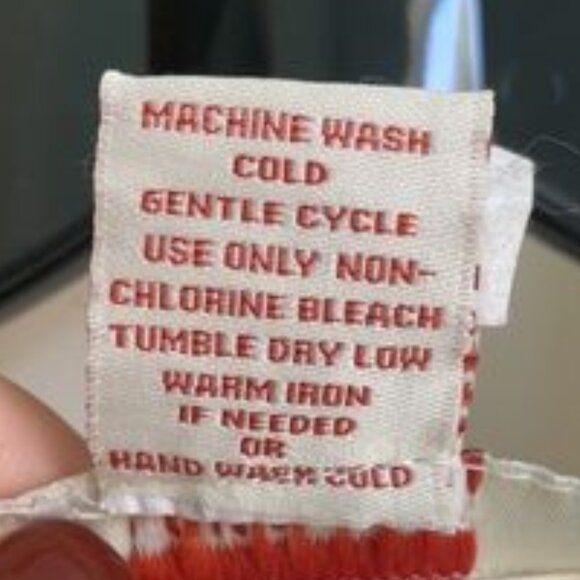 MACHINE WASH
COLD
GENTLE CYCLE
USE ONLY NON-
CHLORINE BLEACH
TUMBLE DRY LOW
WARM IRON
IF NEEDED
OR
HAND WASH COLD